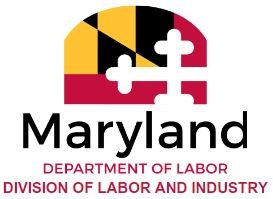 Maryland
DEPARTMENT OF LABOR
DIVISION OF LABOR AND INDUSTRY